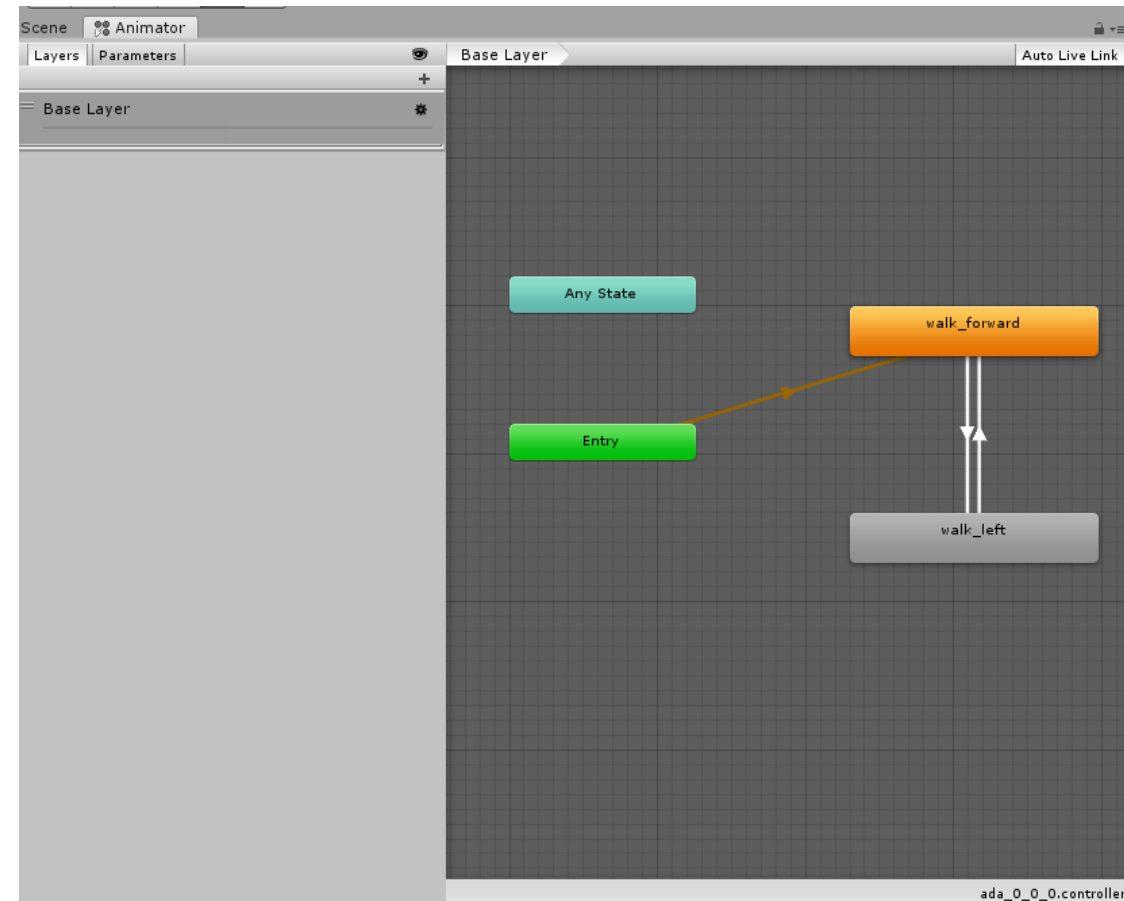 Scene Animator
Layers Parameters Base Layer Auto Live Link
+
Base Layer
Any State
walk_forward
Entry
walk_left
ada_0_0_0.controller